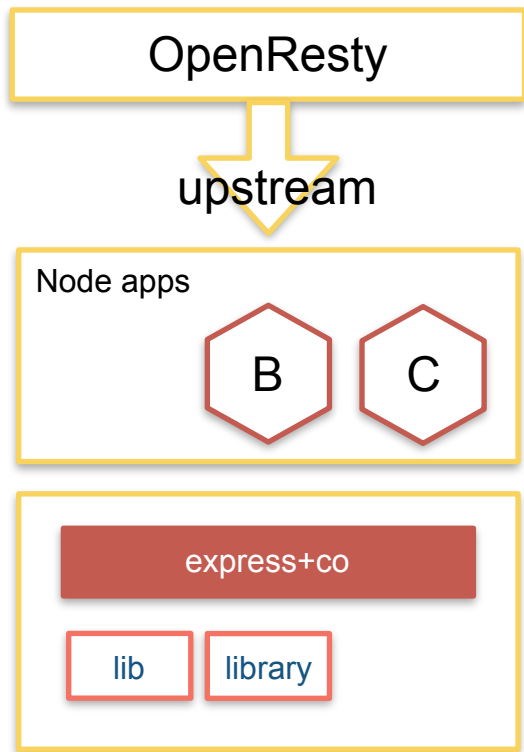 OpenResty
upstream
Node apps
B C
express+co
lib library